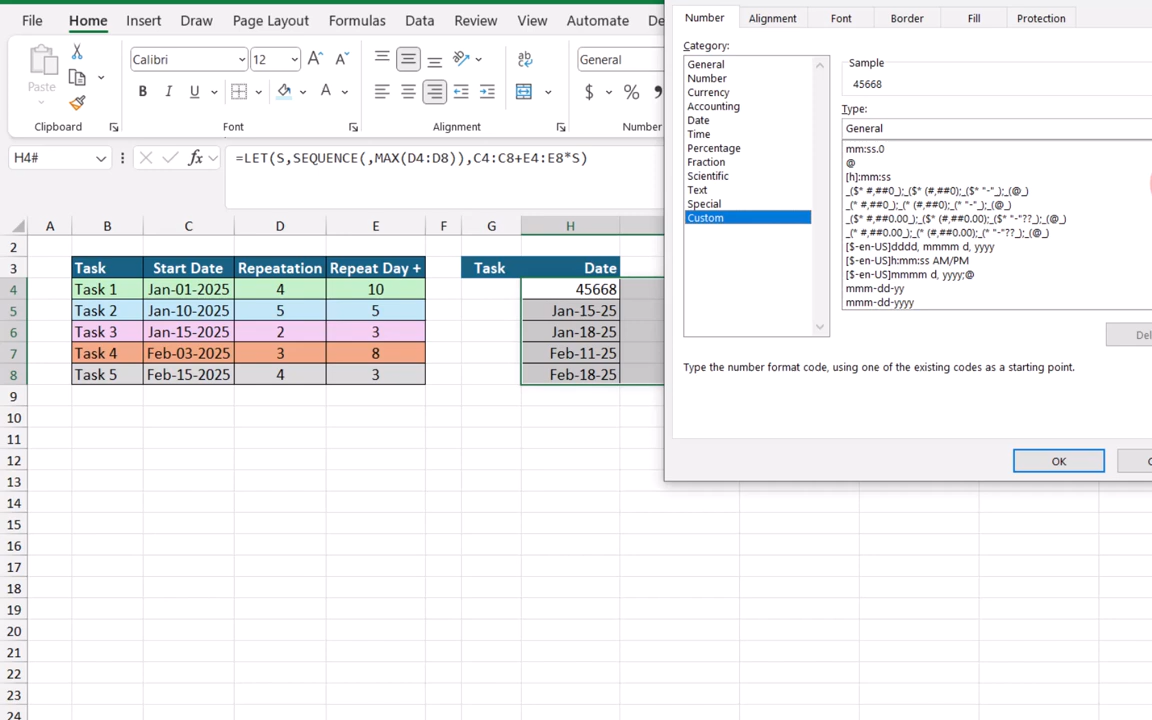 File Home Insert Draw Page Layout Formulas Data Review View Automate De
Paste
Calibri 12
General
B I U
$ % 9
Clipboard Font Alignment Number
H4# fx =LET(S,SEQUENCE(,MAX(D4:D8)),C4:C8+E4:E8*S)
A B C D E F G H
2
3 Task Start Date Repeatation Repeat Day + Task Date
4 Task 1 Jan-01-2025 4 10 45668
5 Task 2 Jan-10-2025 5 5 Jan-15-25
6 Task 3 Jan-15-2025 2 3 Jan-18-25
7 Task 4 Feb-03-2025 3 8 Feb-11-25
8 Task 5 Feb-15-2025 4 3 Feb-18-25
9
10
11
12
13
14
15
16
17
18
19
20
21
22
23
24
Number Alignment Font Border Fill Protection
Category:
General
Number
Currency
Accounting
Date
Time
Percentage
Fraction
Scientific
Text
Special
Custom
Sample
45668
Type:
General
mm:ss.0
@
[h]:mm:ss
_($* #,##0_);_($* (#,##0);_($* "-"_);_(@_)
_(* #,##0_);_(* (#,##0);_(* "-"_);_(@_)
_($* #,##0.00_);_($* (#,##0.00);_($* "-"??_);_(@_)
_(* #,##0.00_);_(* (#,##0.00);_(* "-"??_);_(@_)
[$-en-US]dddd, mmmm d, yyyy
[$-en-US]h:mm:ss AM/PM
[$-en-US]mmmm d, yyyy;@
mmm-dd-yy
mmm-dd-yyyy
Del
Type the number format code, using one of the existing codes as a starting point.
OK C